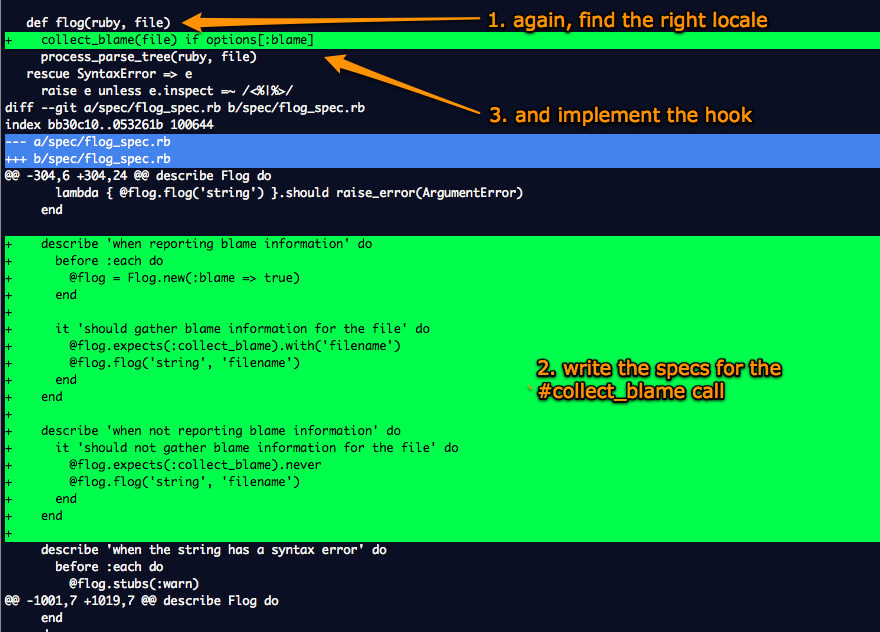 def flog(ruby, file)
1. again, find the right locale
+    collect_blame(file) if options[:blame]
process_parse_tree(ruby, file)
rescue SyntaxError => e
raise e unless e.inspect =~ /<%|%>/
diff --git a/spec/flog_spec.rb b/spec/flog_spec.rb
3. and implement the hook
index bb30c10..053261b 100644
--- a/spec/flog_spec.rb
+++ b/spec/flog_spec.rb
@@ -304,6 +304,24 @@ describe Flog do
lambda { @flog.flog('string') }.should raise_error(ArgumentError)
end
+    describe 'when reporting blame information' do
+      before :each do
+        @flog = Flog.new(:blame => true)
+      end
+
+      it 'should gather blame information for the file' do
+        @flog.expects(:collect_blame).with('filename')
+        @flog.flog('string', 'filename')
+      end
+    end
2. write the specs for the
#collect_blame call
+
+    describe 'when not reporting blame information' do
+      it 'should not gather blame information for the file' do
+        @flog.expects(:collect_blame).never
+        @flog.flog('string', 'filename')
+      end
+    end
+
describe 'when the string has a syntax error' do
before :each do
@flog.stubs(:warn)
@@ -1001,7 +1019,7 @@ describe Flog do
end